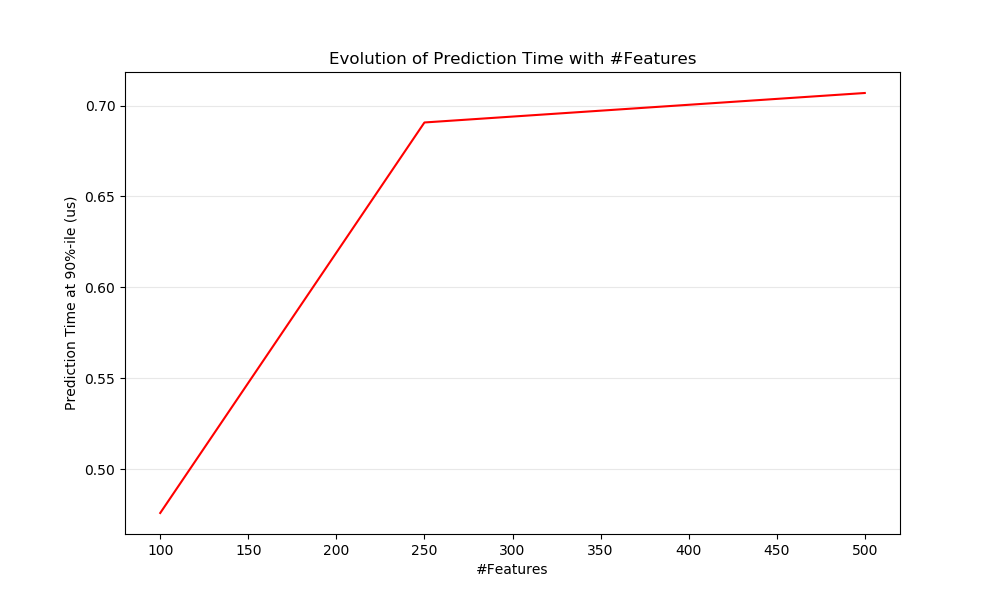 Evolution of Prediction Time with #Features
Prediction Time at 90%-ile (us)
0.70
0.65
0.60
0.55
0.50
100 150 200 250 300 350 400 450 500
#Features